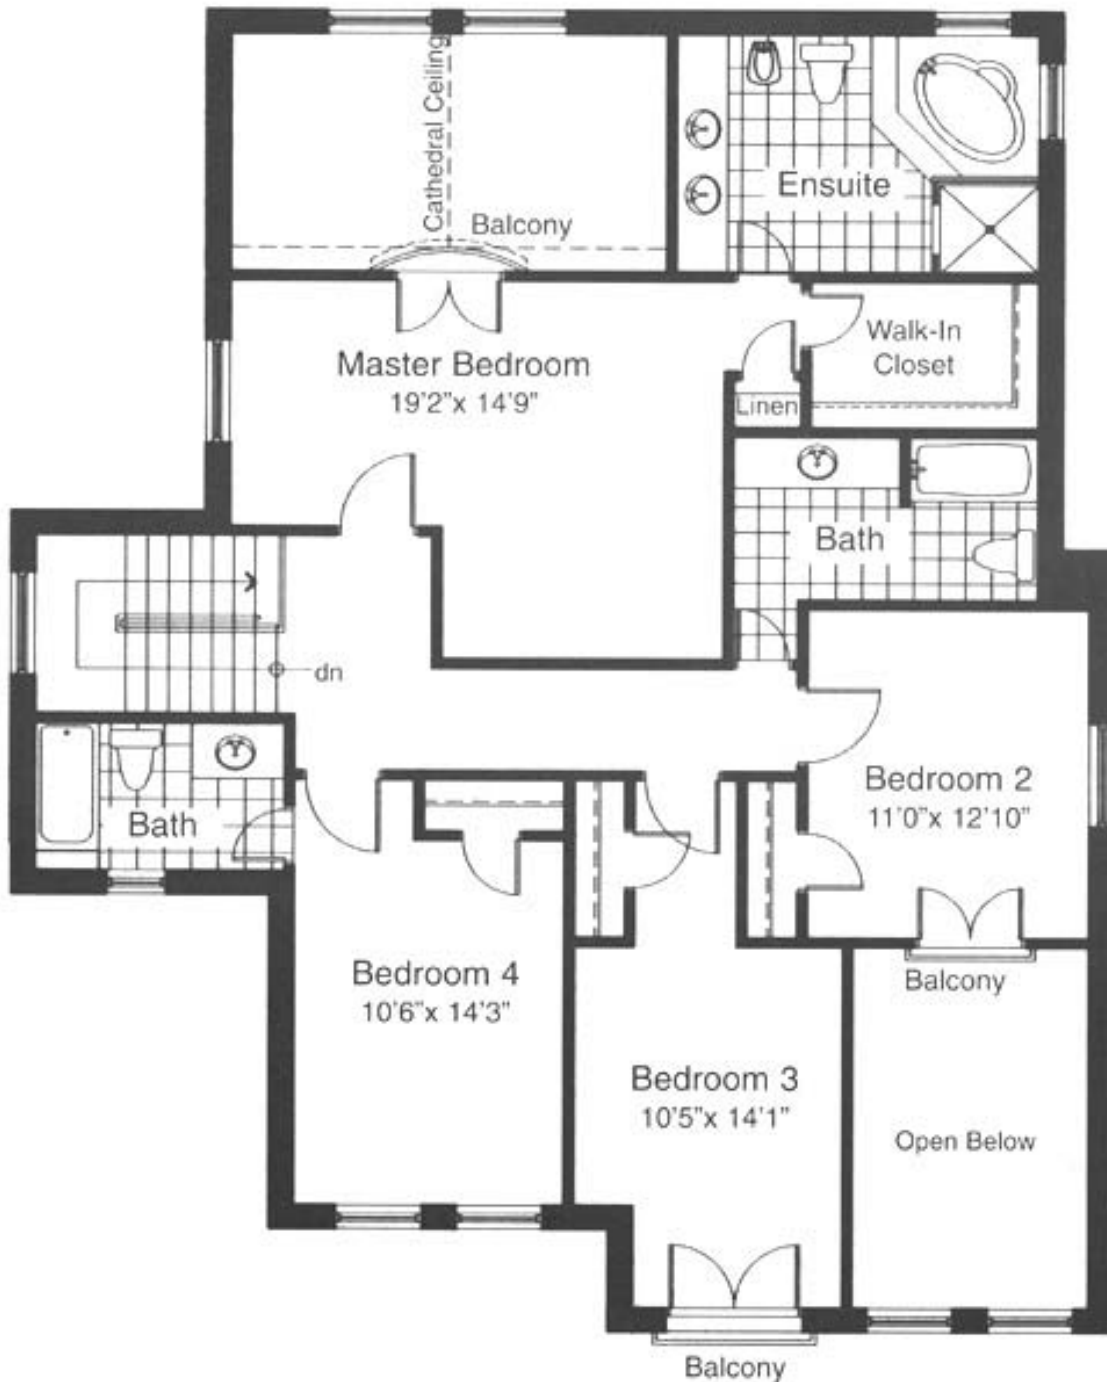 Cathedral Ceiling
Balcony
Ensuite
Master Bedroom
19'2"x 14'9"
Walk-In
Closet
Linen
Bath
dn
Bath
Bedroom 2
11'0"x 12'10"
Balcony
Bedroom 4
10'6"x 14'3"
Bedroom 3
10'5"x 14'1"
Open Below
Balcony